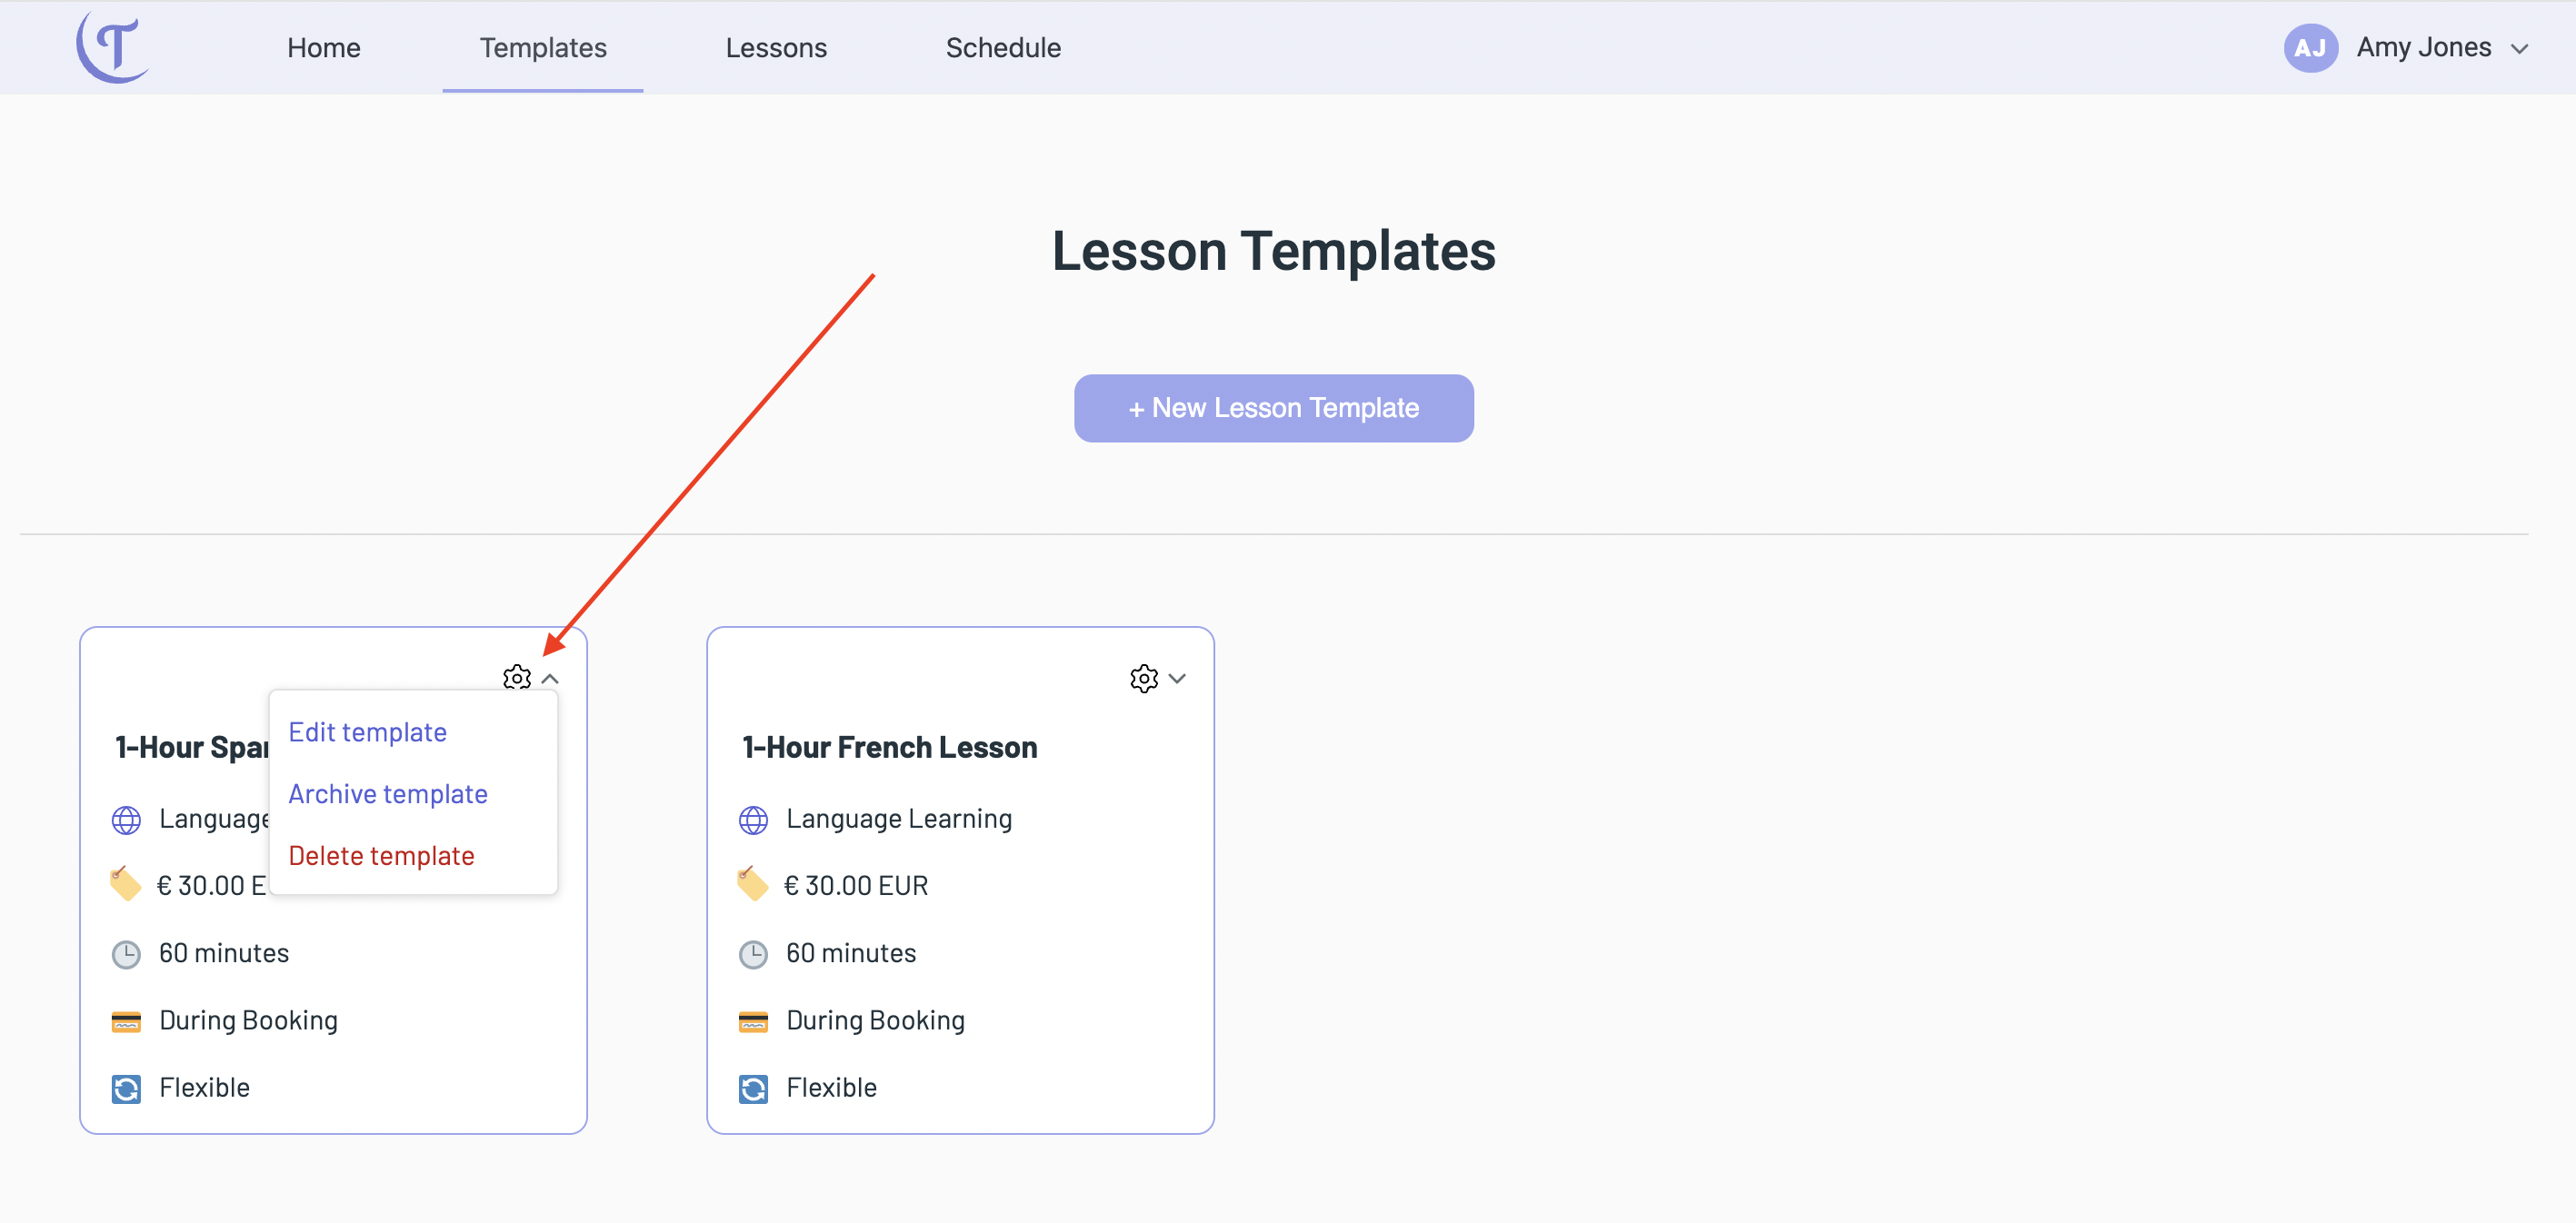 Home Templates Lessons Schedule AJ Amy Jones
Lesson Templates
+ New Lesson Template
1-Hour
Edit template
Archive template
Delete template
Language
€ 30.00 E
60 minutes
During Booking
Flexible
1-Hour French Lesson
Language Learning
€ 30.00 EUR
60 minutes
During Booking
Flexible